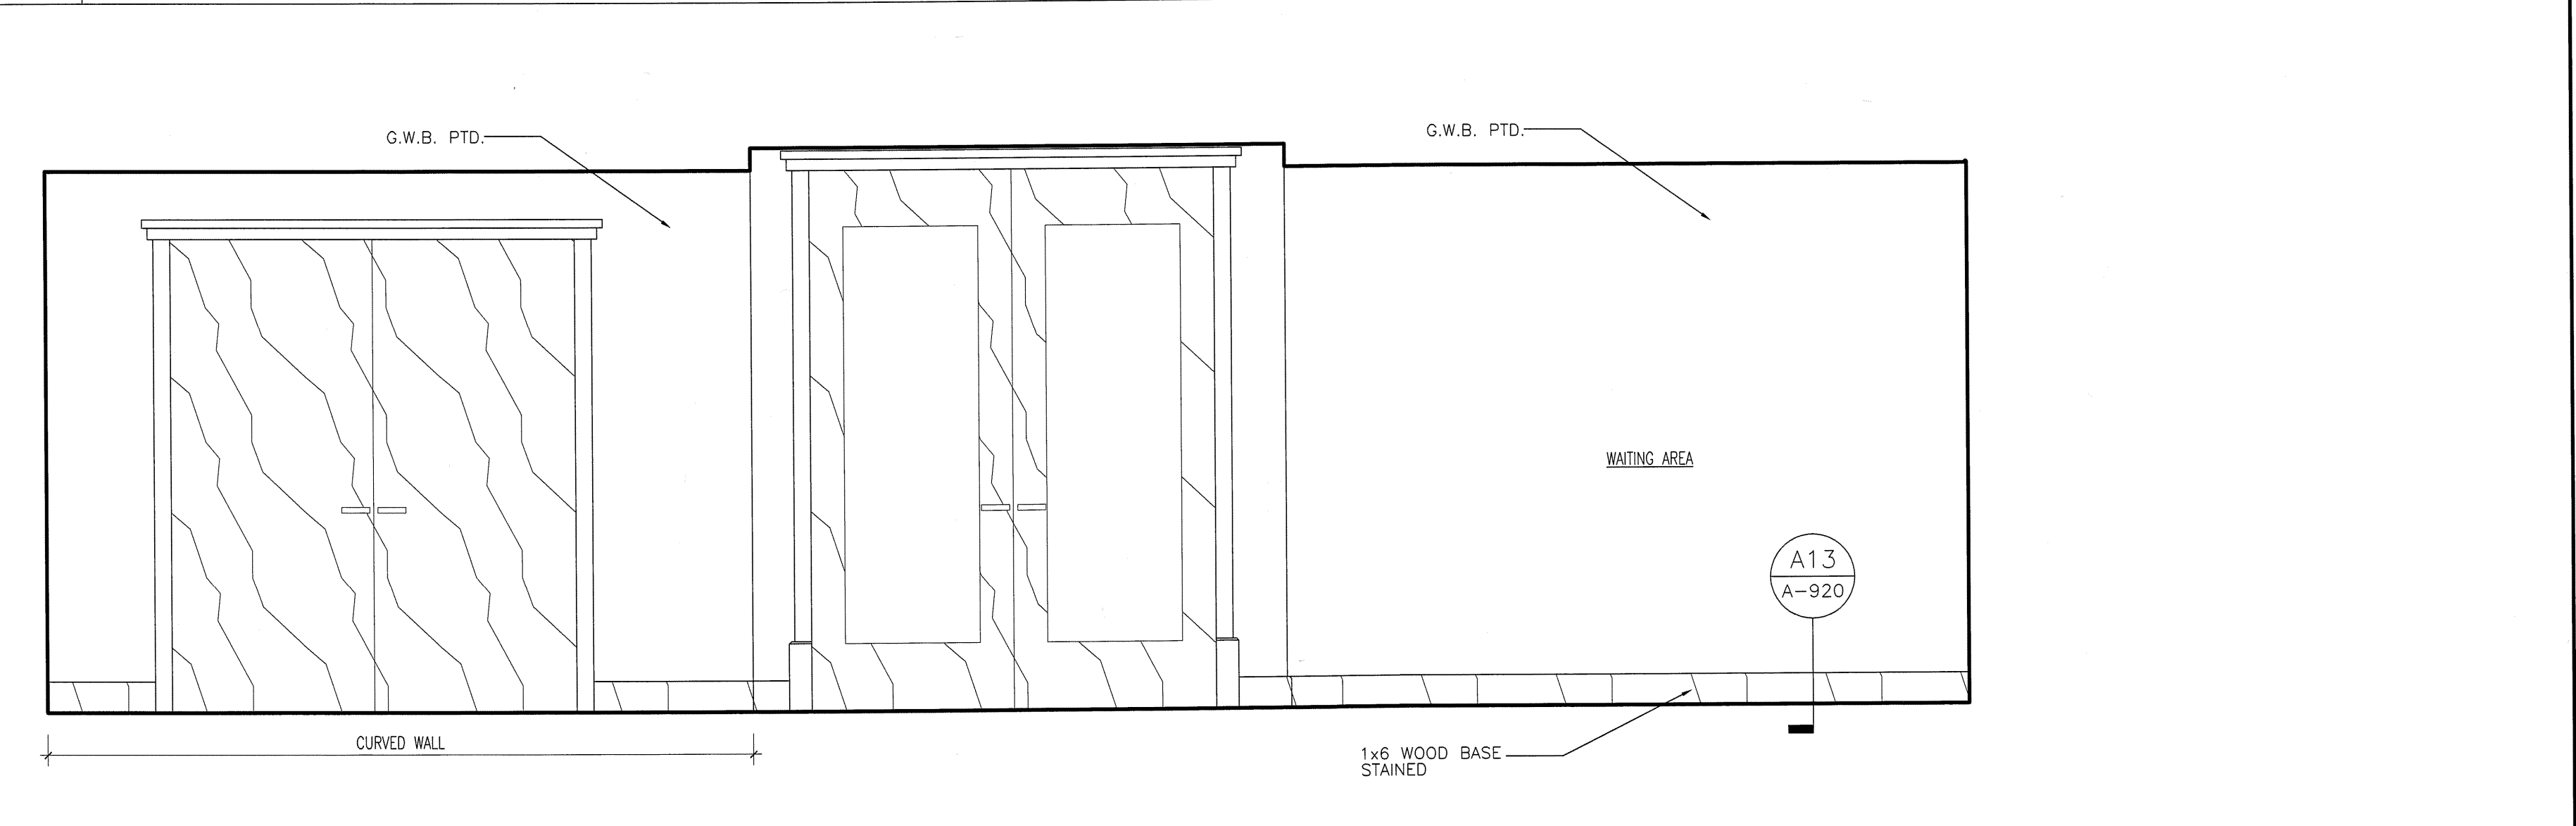 G.W.B. PTD.
G.W.B. PTD.
WAITING AREA
A13
A-920
CURVED WALL
1x6 WOOD BASE
STAINED